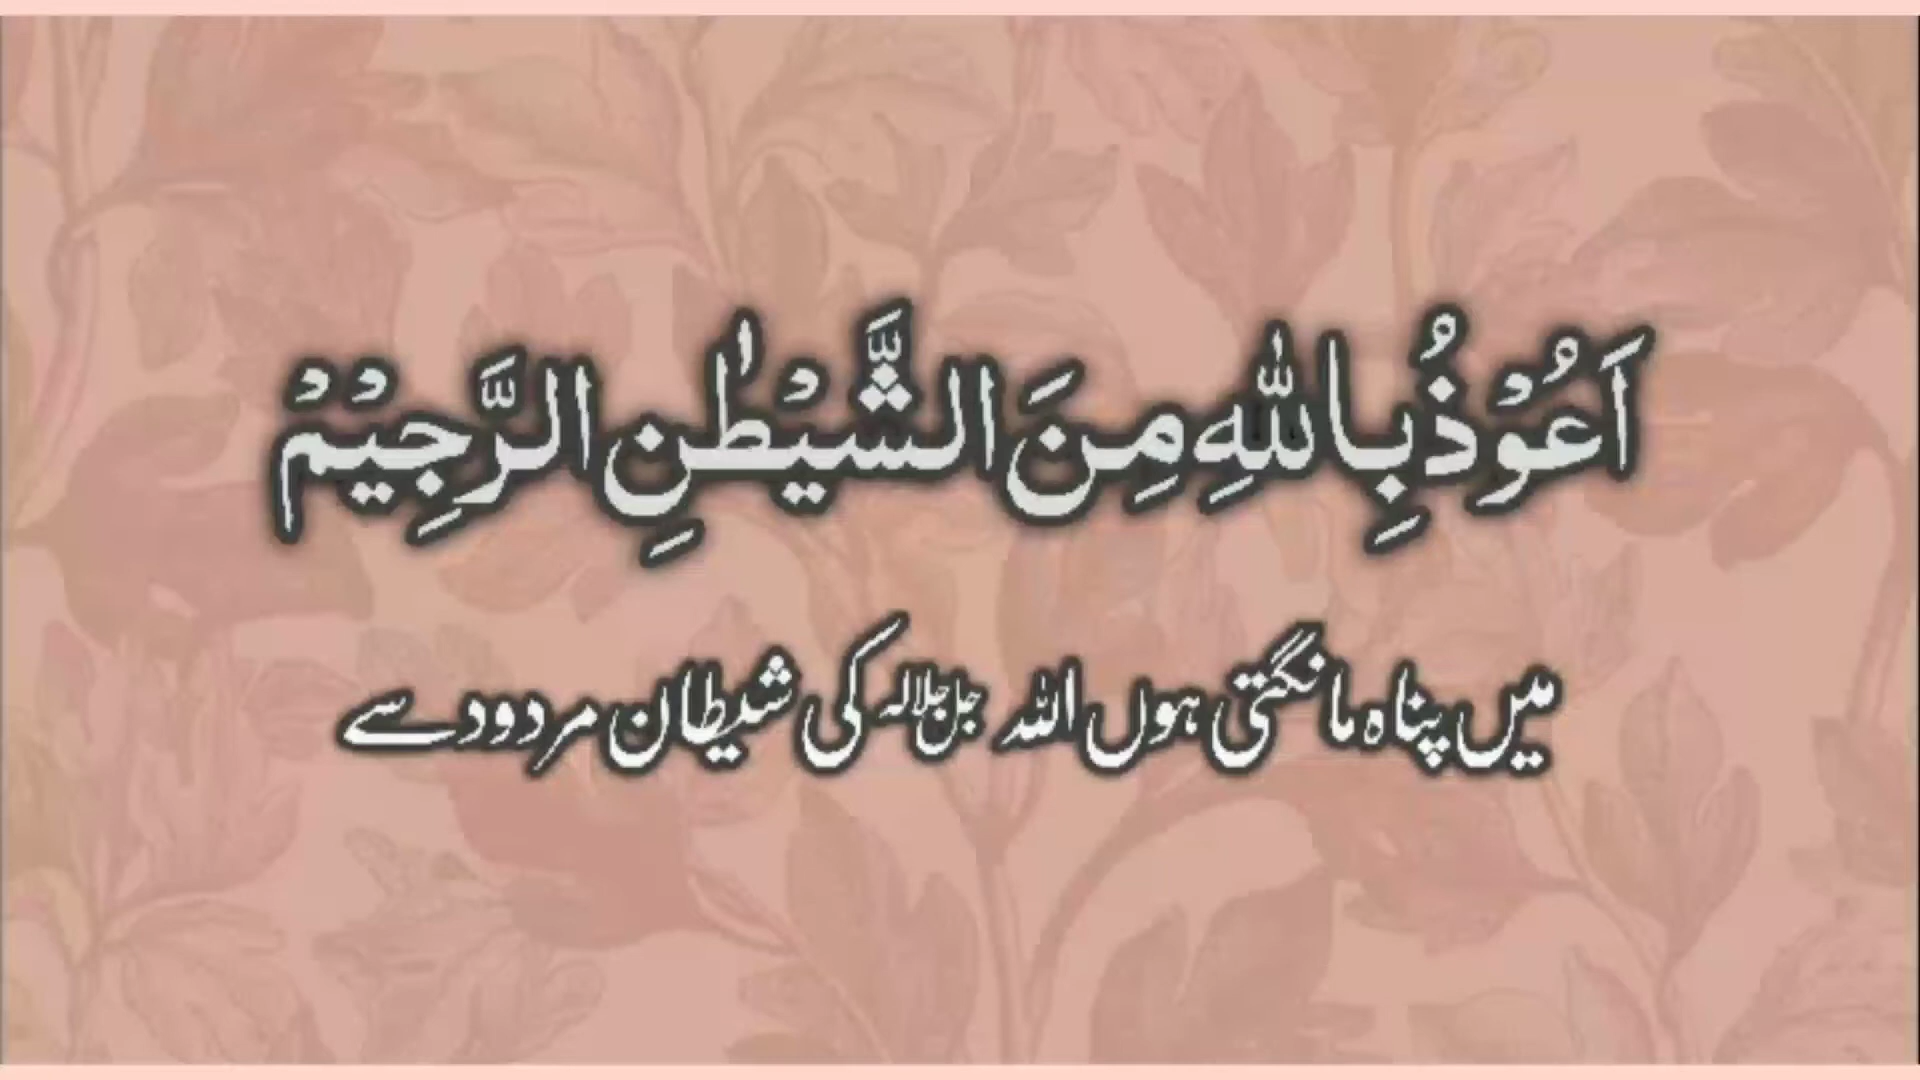 اَعُوْذُ بِاللّٰهِ مِنَ الشَّيْطٰنِ الرَّجِيْمْ
میں پناہ مانگتی ہوں اللہ جل جلالہ کی شیطان مردود سے